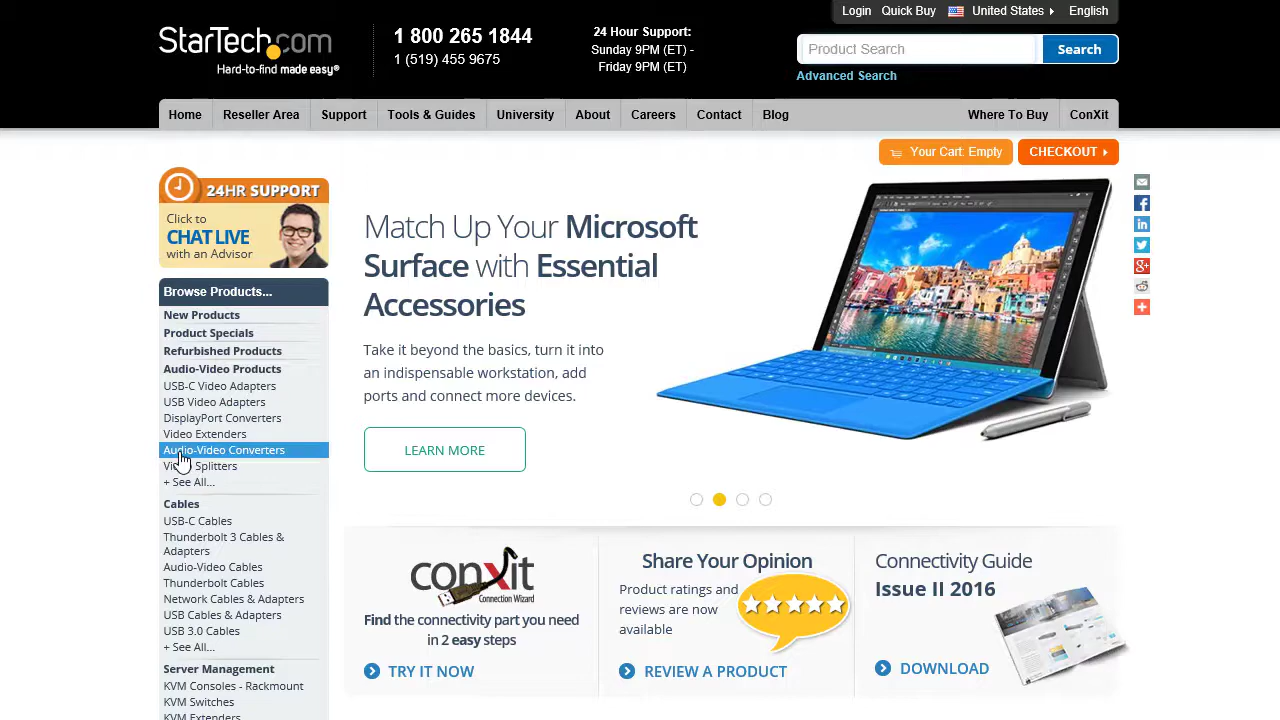 Login Quick Buy United States English
StarTech.com
Hard-to-find made easy®
1 800 265 1844
1 (519) 455 9675
24 Hour Support:
Sunday 9PM (ET) -
Friday 9PM (ET)
Product Search
Search
Advanced Search
Home Reseller Area Support Tools & Guides University About Careers Contact Blog Where To Buy ConXit
Your Cart: Empty CHECKOUT
24HR SUPPORT
Click to
CHAT LIVE
with an Advisor
Browse Products...
New Products
Product Specials
Refurbished Products
Audio-Video Products
USB-C Video Adapters
USB Video Adapters
DisplayPort Converters
Video Extenders
Audio-Video Converters
Splitters
+ See All...
Cables
USB-C Cables
Thunderbolt 3 Cables &
Adapters
Audio-Video Cables
Thunderbolt Cables
Network Cables & Adapters
USB Cables & Adapters
USB 3.0 Cables
+ See All...
Server Management
KVM Consoles - Rackmount
KVM Switches
KVM Extenders
Match Up Your Microsoft
Surface with Essential
Accessories
Take it beyond the basics, turn it into
an indispensable workstation, add
ports and connect more devices.
LEARN MORE
conxit
Connection Wizard
Find the connectivity part you need
in 2 easy steps
TRY IT NOW
Share Your Opinion
Product ratings and
reviews are now
available
REVIEW A PRODUCT
Connectivity Guide
Issue II 2016
DOWNLOAD